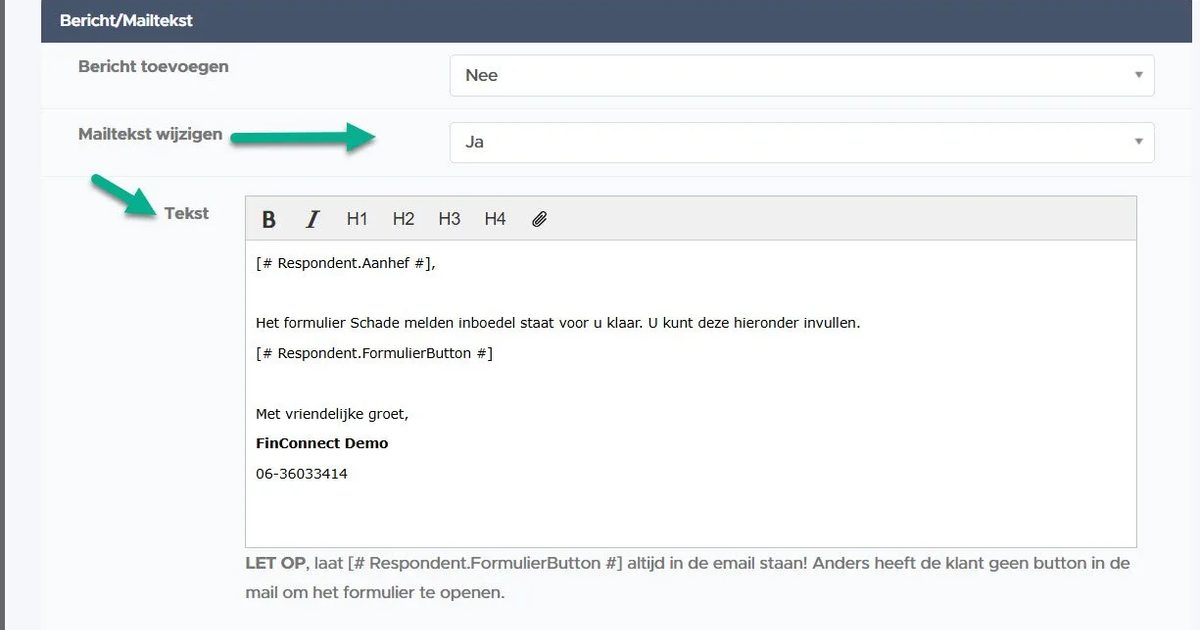 Bericht/Mailtekst
Bericht toevoegen
Nee
Mailtekst wijzigen
Ja
Tekst
B I H1 H2 H3 H4
[# Respondent.Aanhef #],
Het formulier Schade melden inboedel staat voor u klaar. U kunt deze hieronder invullen.
[# Respondent.FormulierButton #]
Met vriendelijke groet,
FinConnect Demo
06-36033414
LET OP, laat [# Respondent.FormulierButton #] altijd in de email staan! Anders heeft de klant geen button in de
mail om het formulier te openen.